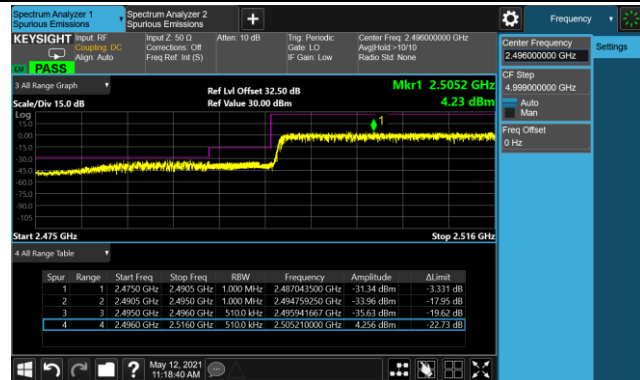 Spectrum Analyzer 1
Spurious Emissions
Spectrum Analyzer 2
Spurious Emissions
Frequency
KEYSIGHT
Input: RF
Coupling: DC
Align: Auto
Input Z: 50 Ω
Corrections: Off
Freq Ref: Int (S)
Atten: 10 dB
Trig: Periodic
Gate: LO
IF Gain: Low
Center Freq: 2.496000000 GHz
Avg|Hold:>10/10
Radio Std: None
PASS
Center Frequency
2.496000000 GHz
Settings
CF Step
4.999000000 GHz
Auto
Man
Freq Offset
0 Hz
3 All Range Graph
Ref Lvl Offset 32.50 dB
Mkr1 2.5052 GHz
Scale/Div 15.0 dB
Ref Value 30.00 dBm
4.23 dBm
Log
15.0
0.00
-15.0
-30.0
-45.0
-60.0
-75.0
-90.0
-105
1
Start 2.475 GHz
Stop 2.516 GHz
4 All Range Table
Spur Range Start Freq Stop Freq RBW Frequency Amplitude ΔLimit
1 1 2.4750 GHz 2.4905 GHz 1.000 MHz 2.487043500 GHz -31.34 dBm -3.331 dB
2 2 2.4905 GHz 2.4950 GHz 1.000 MHz 2.494759250 GHz -33.96 dBm -17.95 dB
3 3 2.4950 GHz 2.4960 GHz 510.0 kHz 2.495941667 GHz -35.63 dBm -19.62 dB
4 4 2.4960 GHz 2.5160 GHz 510.0 kHz 2.505210000 GHz 4.256 dBm -22.73 dB
May 12, 2021
11:18:40 AM